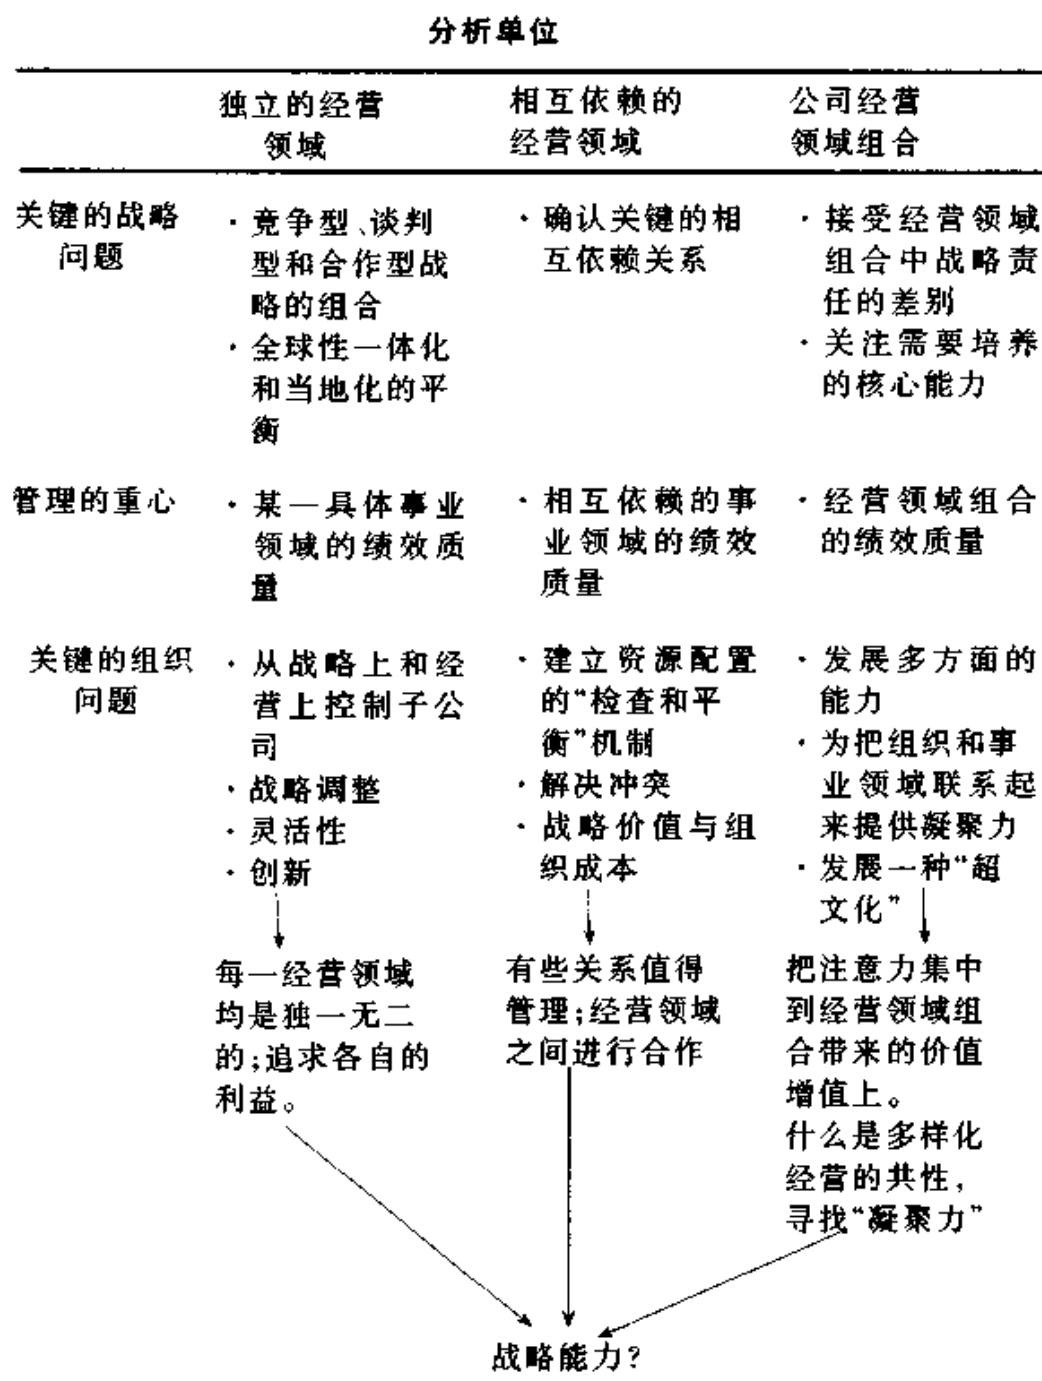 分析单位
独立的经营
领域
相互依赖的
经营领域
公司经营
领域组合
关键的战略
问题
·竞争型、谈判
型和合作型战
略的组合
·全球性一体化
和当地化的平
衡
·确认关键的相
互依赖关系
·接受经营领域
组合中战略责
任的差别
·关注需要培养
的核心能力
管理的重心
·某一具体事业
领域的绩效质
量
·相互依赖的事
业领域的绩效
质量
·经营领域组合
的绩效质量
关键的组织
问题
·从战略上和经
营上控制子公
司
·战略调整
·灵活性
·创新
·建立资源配置
的“检查和平
衡”机制
·解决冲突
·战略价值与组
织成本
·发展多方面的
能力
·为把组织和事
业领域联系起
来提供凝聚力
·发展一种“超
文化”
每一经营领域
均是独一无二
的;追求各自的
利益。
有些关系值得
管理;经营领域
之间进行合作
把注意力集中
到经营领域组
合带来的价值
增值上。
什么是多样化
经营的共性,
寻找“凝聚力”
战略能力?